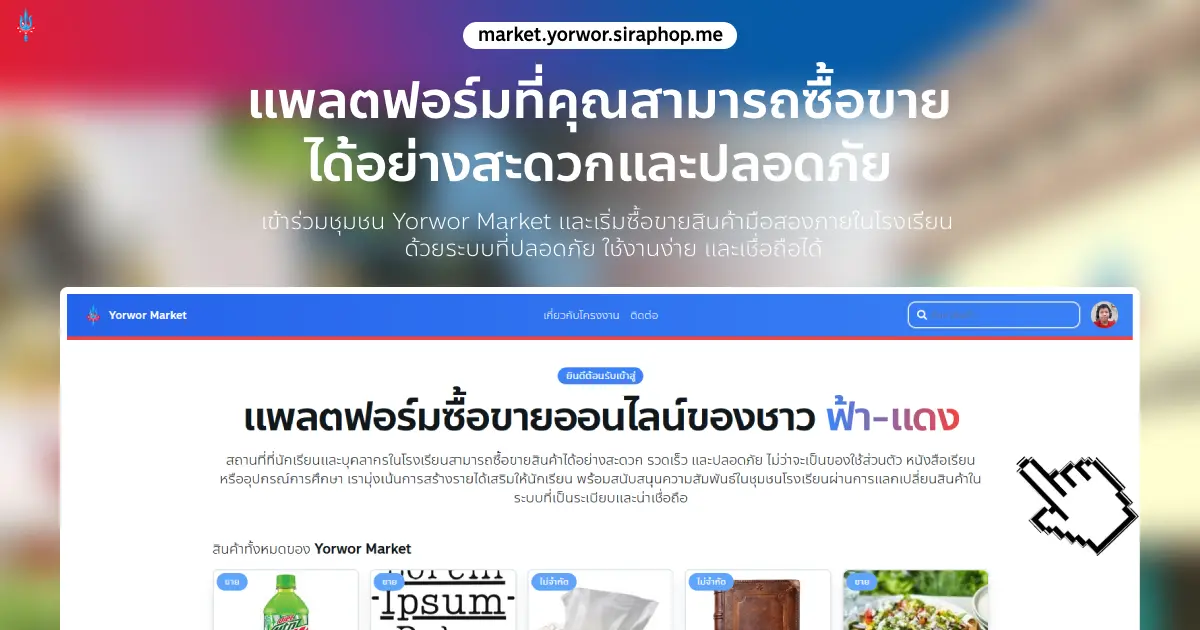 market.yorwor.siraphop.me
แพลตฟอร์มที่คุณสามารถซื้อขาย
ได้อย่างสะดวกและปลอดภัย
เข้าร่วมชุมชน Yorwor Market และเริ่มซื้อขายสินค้ามือสองภายในโรงเรียน
ด้วยระบบที่ปลอดภัย ใช้งานง่าย และเชื่อถือได้
Yorwor Market
เกี่ยวกับโครงงาน ติดต่อ
ยินดีต้อนรับเข้าสู่
แพลตฟอร์มซื้อขายออนไลน์ของชาว ฟ้า-แดง
สถานที่ที่นักเรียนและบุคลากรในโรงเรียนสามารถซื้อขายสินค้าได้อย่างสะดวก รวดเร็ว และปลอดภัย ไม่ว่าจะเป็นของใช้ส่วนตัว หนังสือเรียน
หรืออุปกรณ์การศึกษา เรามุ่งเน้นการสร้างรายได้เสริมให้นักเรียน พร้อมสนับสนุนความสัมพันธ์ในชุมชนโรงเรียนผ่านการแลกเปลี่ยนสินค้าใน
ระบบที่เป็นระเบียบและน่าเชื่อถือ
สินค้าทั้งหมดของ Yorwor Market
ชาย ชาย ไม่จำกัด ไม่จำกัด ชาย
Lorem
Ipsum